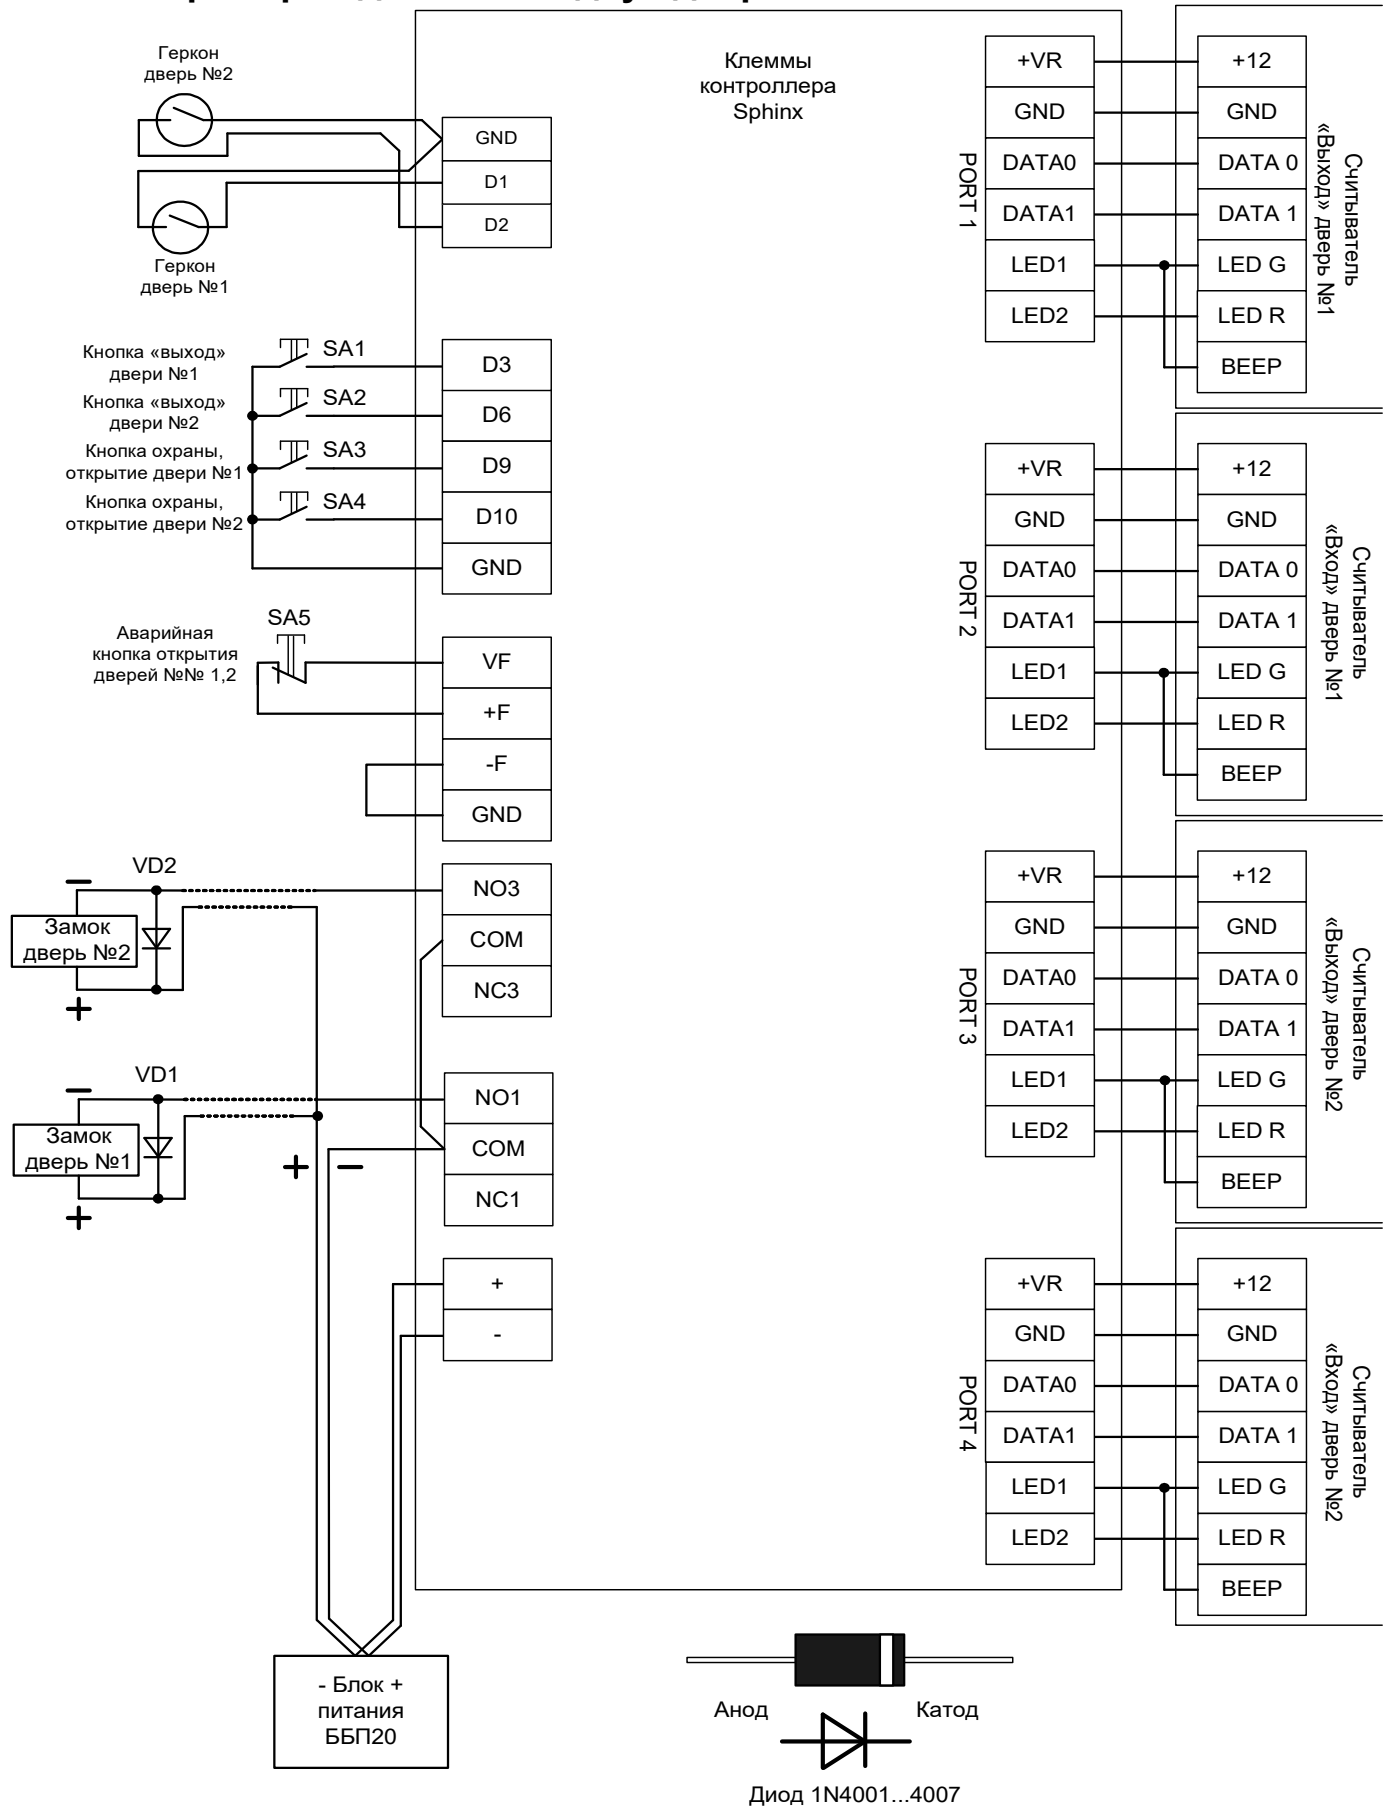 Геркон
дверь №2
GND
D1
D2
Геркон
дверь №1
Клеммы
контроллера
Sphinx
Кнопка «выход»
двери №1
SA1
D3
Кнопка «выход»
двери №2
SA2
D6
Кнопка охраны,
открытие двери №1
SA3
D9
Кнопка охраны,
открытие двери №2
SA4
D10
GND
Аварийная
кнопка открытия
дверей №№ 1,2
SA5
VF
+F
-F
GND
VD2
–
Замок
дверь №2
+
NO3
COM
NC3
VD1
–
Замок
дверь №1
+
+ –
NO1
COM
NC1
+
-
- Блок +
питания
ББП20
PORT 1
+VR
GND
DATA0
DATA1
LED1
LED2
+12
GND
DATA 0
DATA 1
LED G
LED R
BEEP
Считыватель
«Выход» дверь №1
PORT 2
+VR
GND
DATA0
DATA1
LED1
LED2
+12
GND
DATA 0
DATA 1
LED G
LED R
BEEP
Считыватель
«Вход» дверь №1
PORT 3
+VR
GND
DATA0
DATA1
LED1
LED2
+12
GND
DATA 0
DATA 1
LED G
LED R
BEEP
Считыватель
«Выход» дверь №2
PORT 4
+VR
GND
DATA0
DATA1
LED1
LED2
+12
GND
DATA 0
DATA 1
LED G
LED R
BEEP
Считыватель
«Вход» дверь №2
Анод
Катод
Диод 1N4001...4007